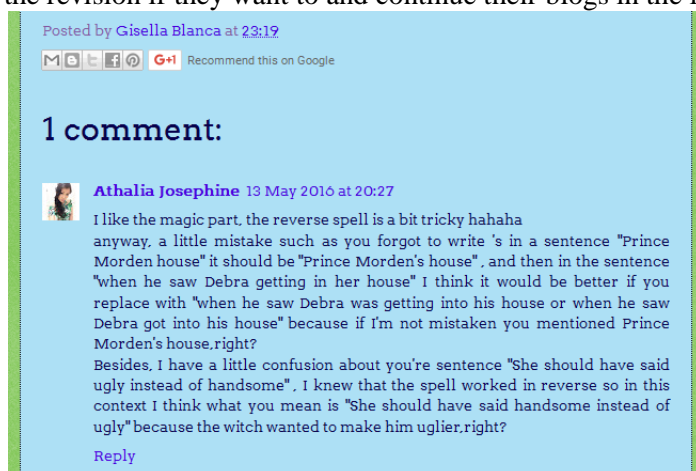 the revision if they want to and continue their blogs in the
Posted by Gisella Blanca at 23:19
G+1 Recommend this on Google
1 comment:
Athalia Josephine 13 May 2016 at 20:27
I like the magic part, the reverse spell is a bit tricky hahaha
anyway, a little mistake such as you forgot to write 's in a sentence "Prince
Morden house" it should be "Prince Morden's house" , and then in the sentence
"when he saw Debra getting in her house" I think it would be better if you
replace with "when he saw Debra was getting into his house or when he saw
Debra got into his house" because if I'm not mistaken you mentioned Prince
Morden's house,right?
Besides, I have a little confusion about you're sentence "She should have said
ugly instead of handsome" , I knew that the spell worked in reverse so in this
context I think what you mean is "She should have said handsome instead of
ugly" because the witch wanted to make him uglier,right?
Reply